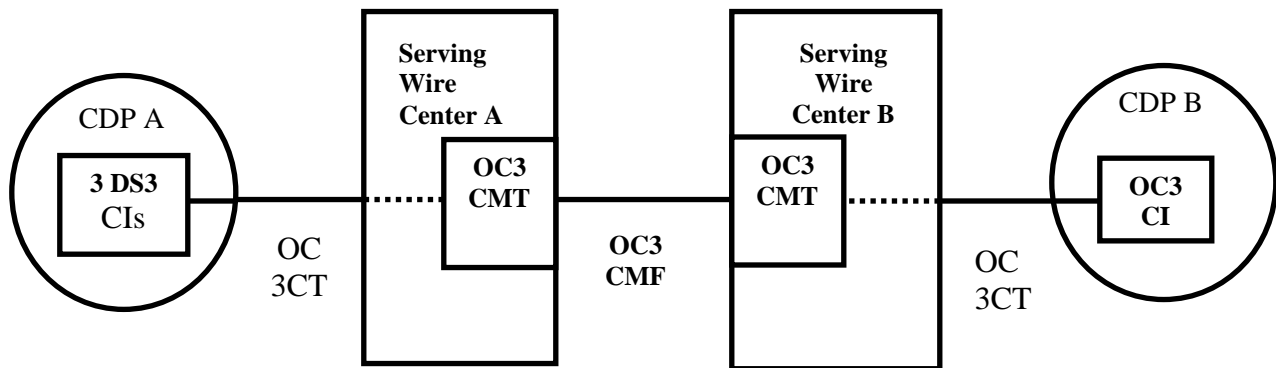 CDP A
3 DS3
CIs
OC
3CT
Serving
Wire
Center A
OC3
CMT
OC3
CMF
Serving
Wire
Center B
OC3
CMT
OC
3CT
CDP B
OC3
CI